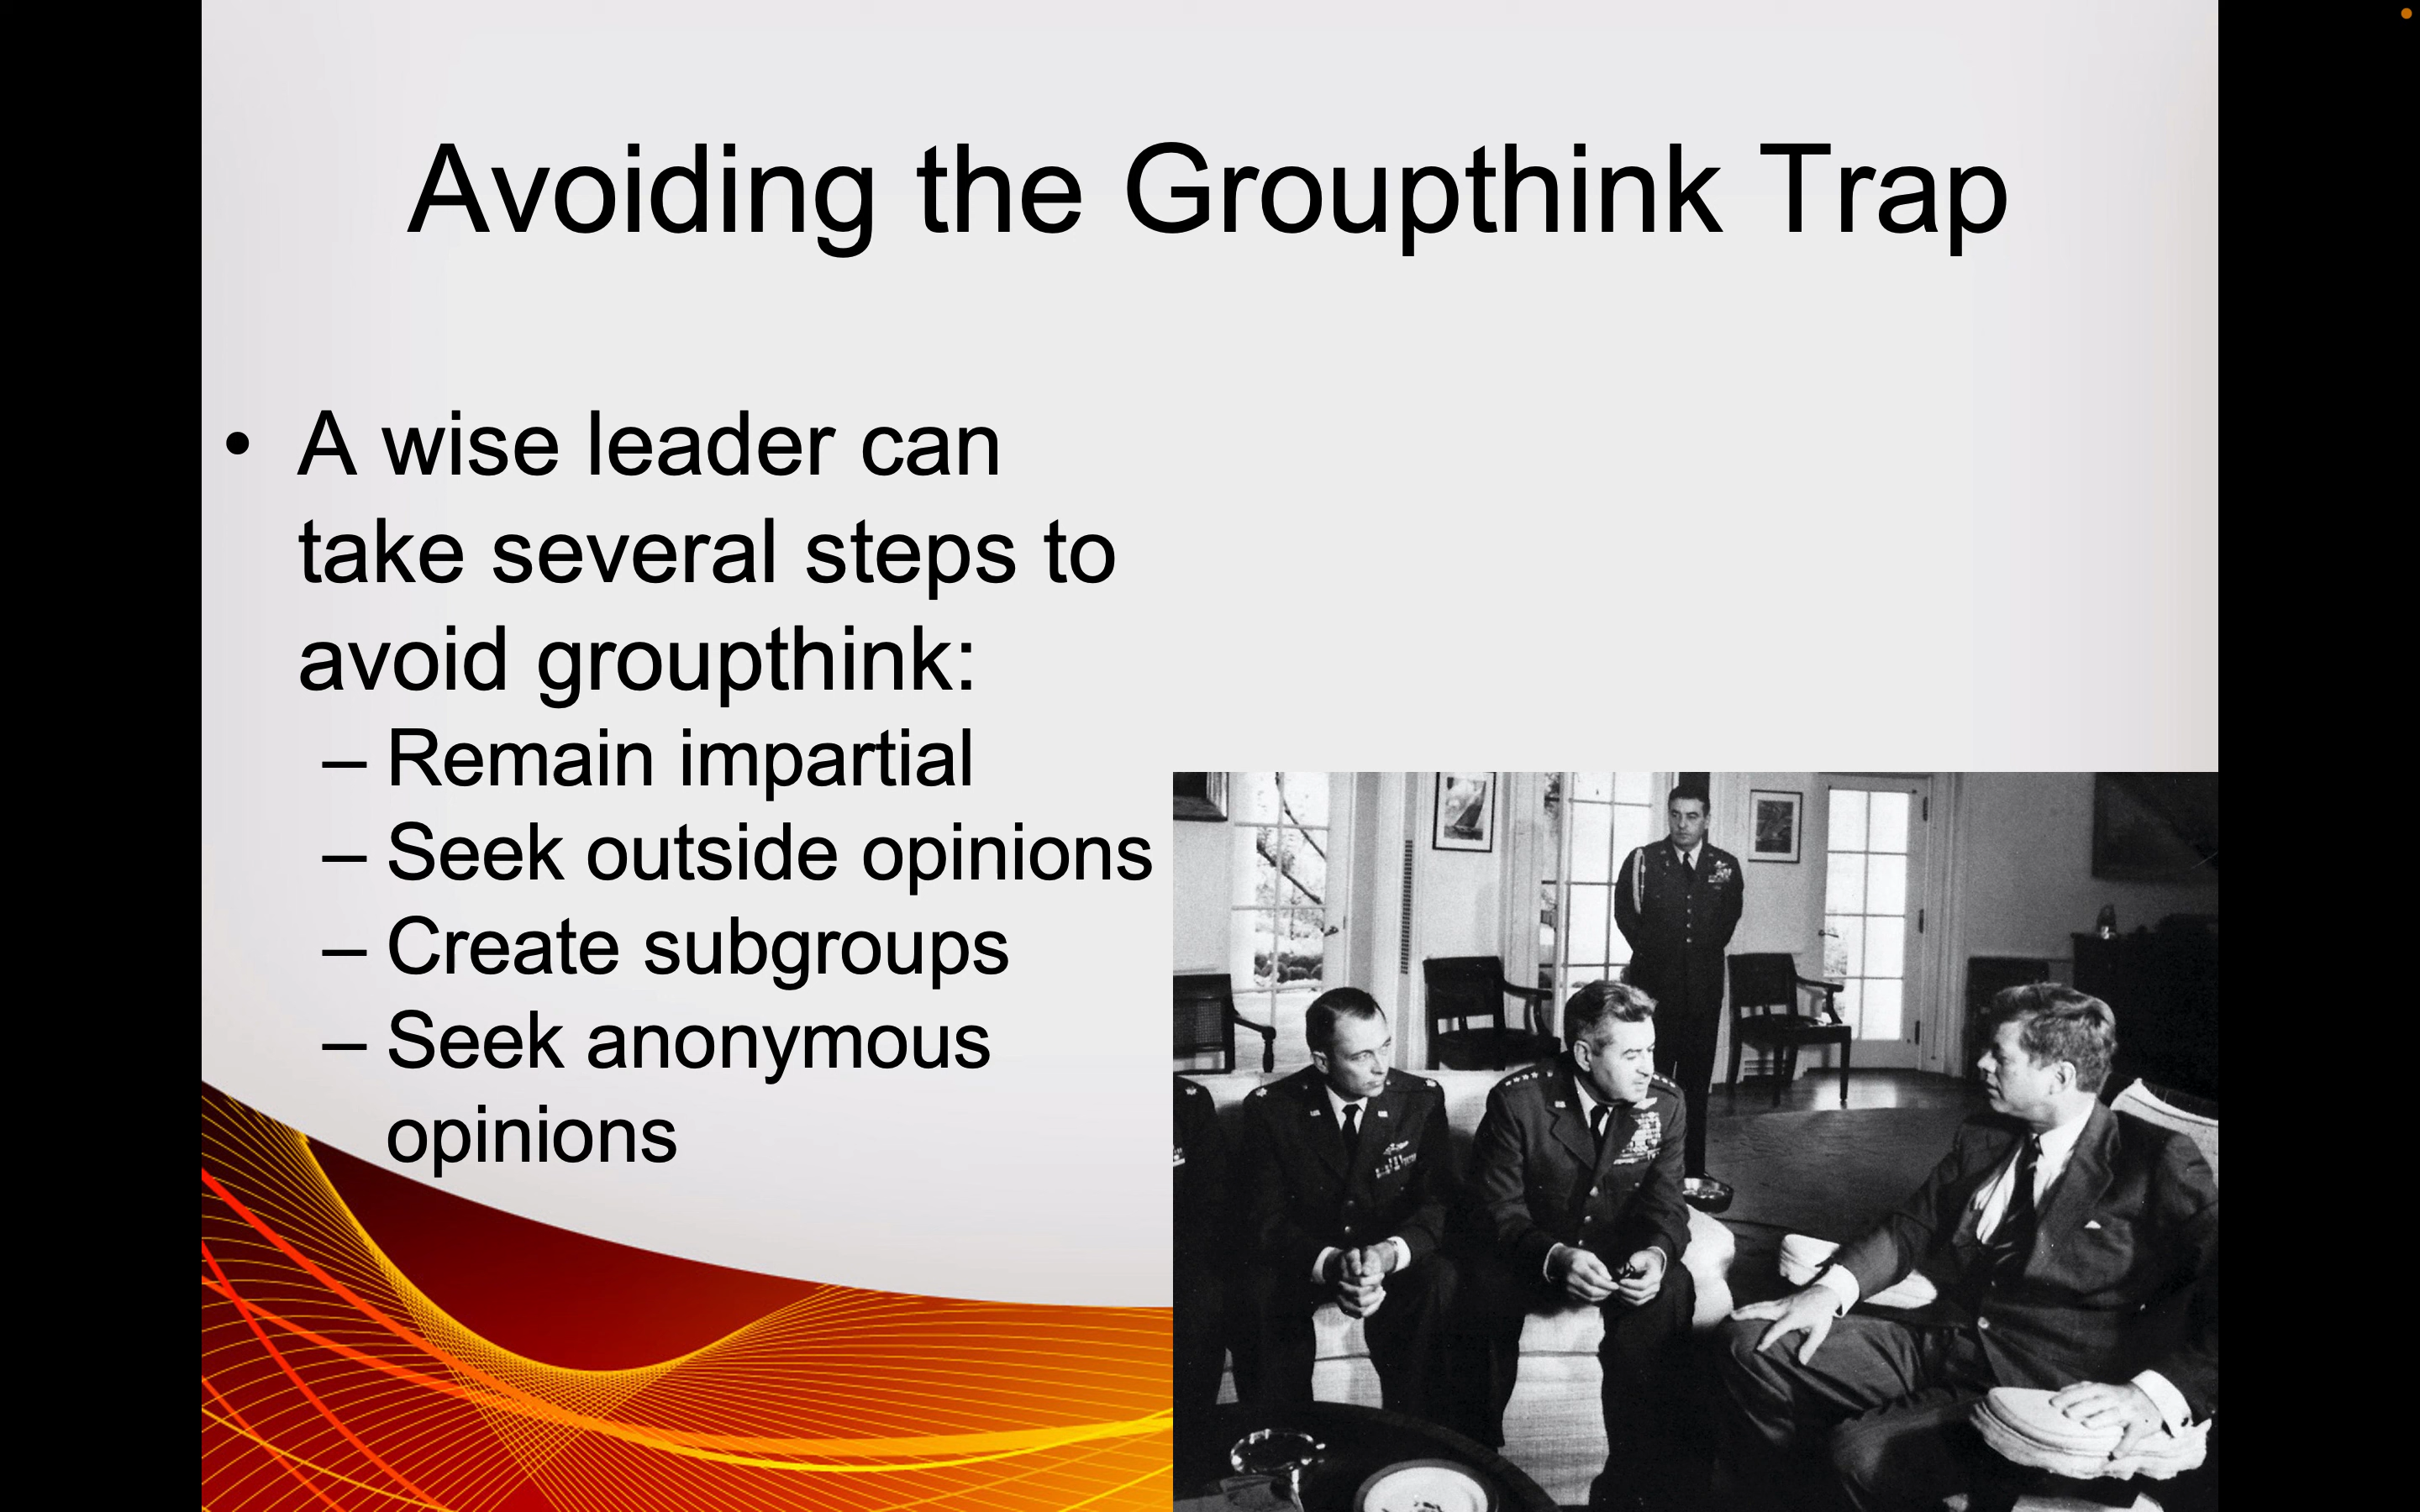 Avoiding the Groupthink Trap
• A wise leader can
take several steps to
avoid groupthink:
– Remain impartial
– Seek outside opinions
– Create subgroups
– Seek anonymous
opinions